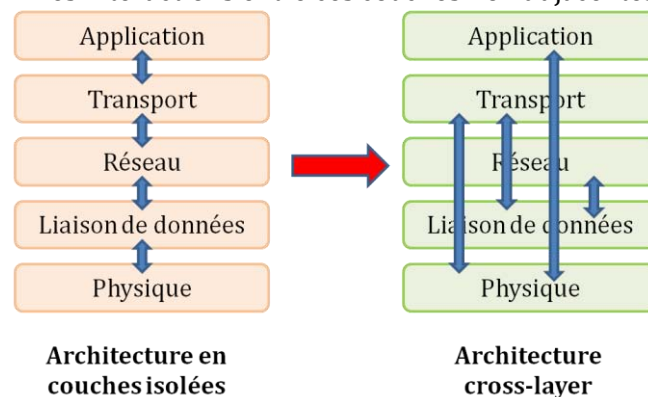 Application
Transport
Réseau
Liaison de données
Physique
Architecture en
couches isolées
Application
Transport
Réseau
Liaison de données
Physique
Architecture
cross-layer